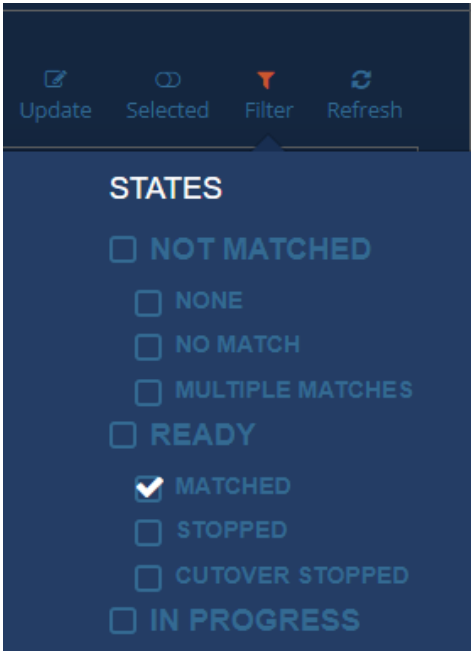 Update Selected Filter Refresh
STATES
NOT MATCHED
NONE
NO MATCH
MULTIPLE MATCHES
READY
MATCHED
STOPPED
CUTOVER STOPPED
IN PROGRESS